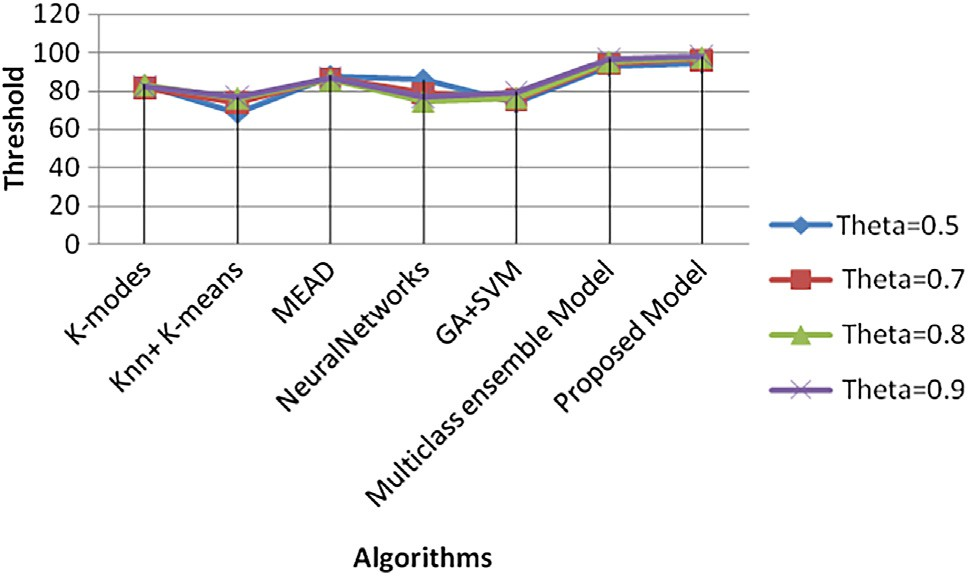 120
100
80
60
40
20
0
Threshold
K-modes
Knn+ K-means
MEAD
NeuralNetworks
GA+SVM
Multiclass ensemble Model
Proposed Model
Algorithms
Theta=0.5
Theta=0.7
Theta=0.8
Theta=0.9